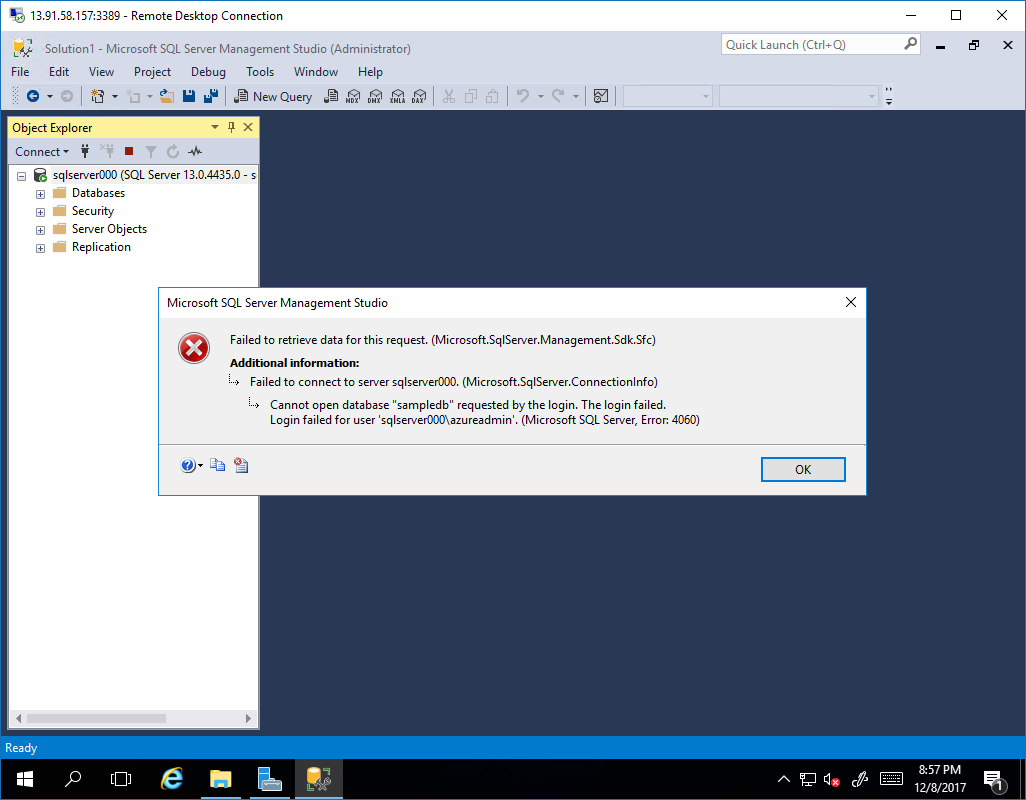 13.91.58.157:3389 - Remote Desktop Connection
Solution1 - Microsoft SQL Server Management Studio (Administrator)
Quick Launch (Ctrl+Q)
File Edit View Project Debug Tools Window Help
New Query MDX DMX XMLA DAX
Object Explorer
Connect
sqlserver000 (SQL Server 13.0.4435.0 - s
Databases
Security
Server Objects
Replication
Microsoft SQL Server Management Studio
Failed to retrieve data for this request. (Microsoft.SqlServer.Management.Sdk.Sfc)
Additional information:
Failed to connect to server sqlserver000. (Microsoft.SqlServer.ConnectionInfo)
Cannot open database "sampledb" requested by the login. The login failed.
Login failed for user 'sqlserver000\azureadmin'. (Microsoft SQL Server, Error: 4060)
OK
Ready
8:57 PM
12/8/2017
1